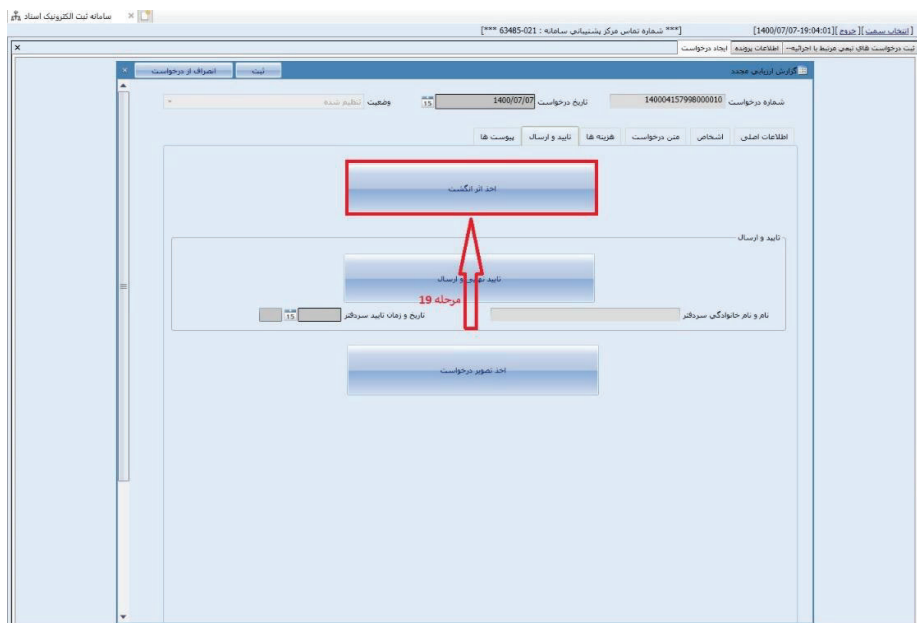 سامانه ثبت الکترونیک اسناد
[انتخاب سمت][خروج][1400/07/07-19:04:01] [*** شماره تماس مرکز پشتیبانی سامانه : 021-63485 ***]
ثبت درخواست های تبعی مرتبط با اجرائیه-- اطلاعات پرونده ایجاد درخواست
گزارش ارزیابی مجدد ثبت انصراف از درخواست
شماره درخواست 140004157998000010 تاریخ درخواست 1400/07/07 وضعیت تنظیم شده
اطلاعات اصلی اشخاص متن درخواست هزینه ها تایید و ارسال پیوست ها
اخذ اثر انگشت
تایید و ارسال
تایید نهایی و ارسال
مرحله 19
نام و نام خانوادگی سردفتر تاریخ و زمان تایید سردفتر
اخذ تصویر درخواست